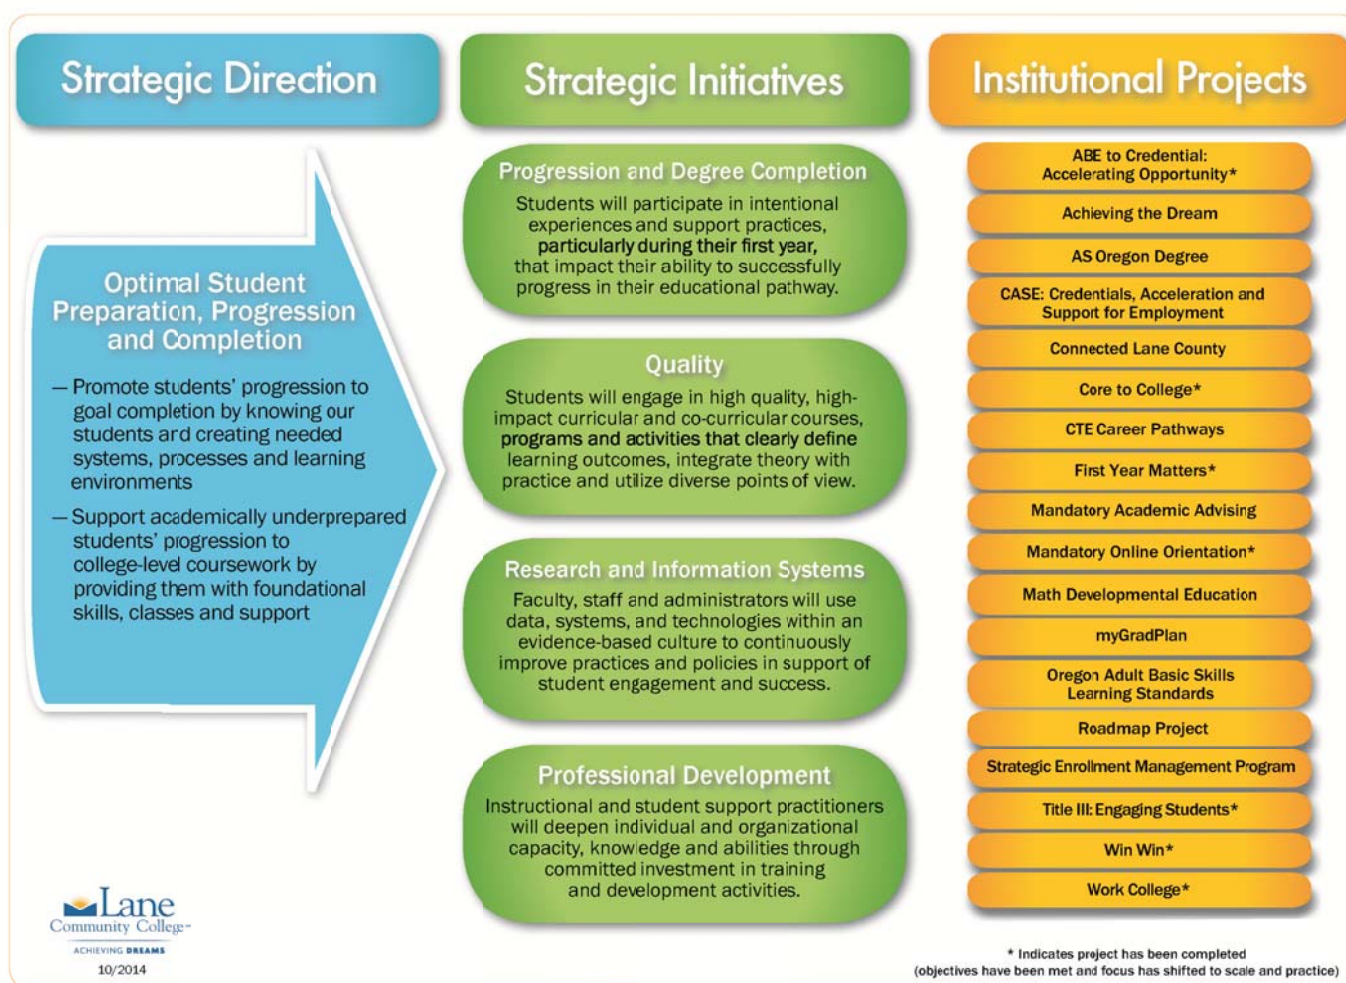 Strategic Direction
Optimal Student
Preparation, Progression
and Completion
— Promote students' progression to
goal completion by knowing our
students and creating needed
systems, processes and learning
environments
— Support academically underprepared
students' progression to
college-level coursework by
providing them with foundational
skills, classes and support
Lane
Community College℠
ACHIEVING DREAMS
10/2014
Strategic Initiatives
Progression and Degree Completion
Students will participate in intentional
experiences and support practices,
particularly during their first year,
that impact their ability to successfully
progress in their educational pathway.
Quality
Students will engage in high quality, high-
impact curricular and co-curricular courses,
programs and activities that clearly define
learning outcomes, integrate theory with
practice and utilize diverse points of view.
Research and Information Systems
Faculty, staff and administrators will use
data, systems, and technologies within an
evidence-based culture to continuously
improve practices and policies in support of
student engagement and success.
Professional Development
Instructional and student support practitioners
will deepen individual and organizational
capacity, knowledge and abilities through
committed investment in training
and development activities.
Institutional Projects
ABE to Credential:
Accelerating Opportunity*
Achieving the Dream
AS Oregon Degree
CASE: Credentials, Acceleration and
Support for Employment
Connected Lane County
Core to College*
CTE Career Pathways
First Year Matters*
Mandatory Academic Advising
Mandatory Online Orientation*
Math Developmental Education
myGradPlan
Oregon Adult Basic Skills
Learning Standards
Roadmap Project
Strategic Enrollment Management Program
Title III: Engaging Students*
Win Win*
Work College*
* Indicates project has been completed
(objectives have been met and focus has shifted to scale and practice)